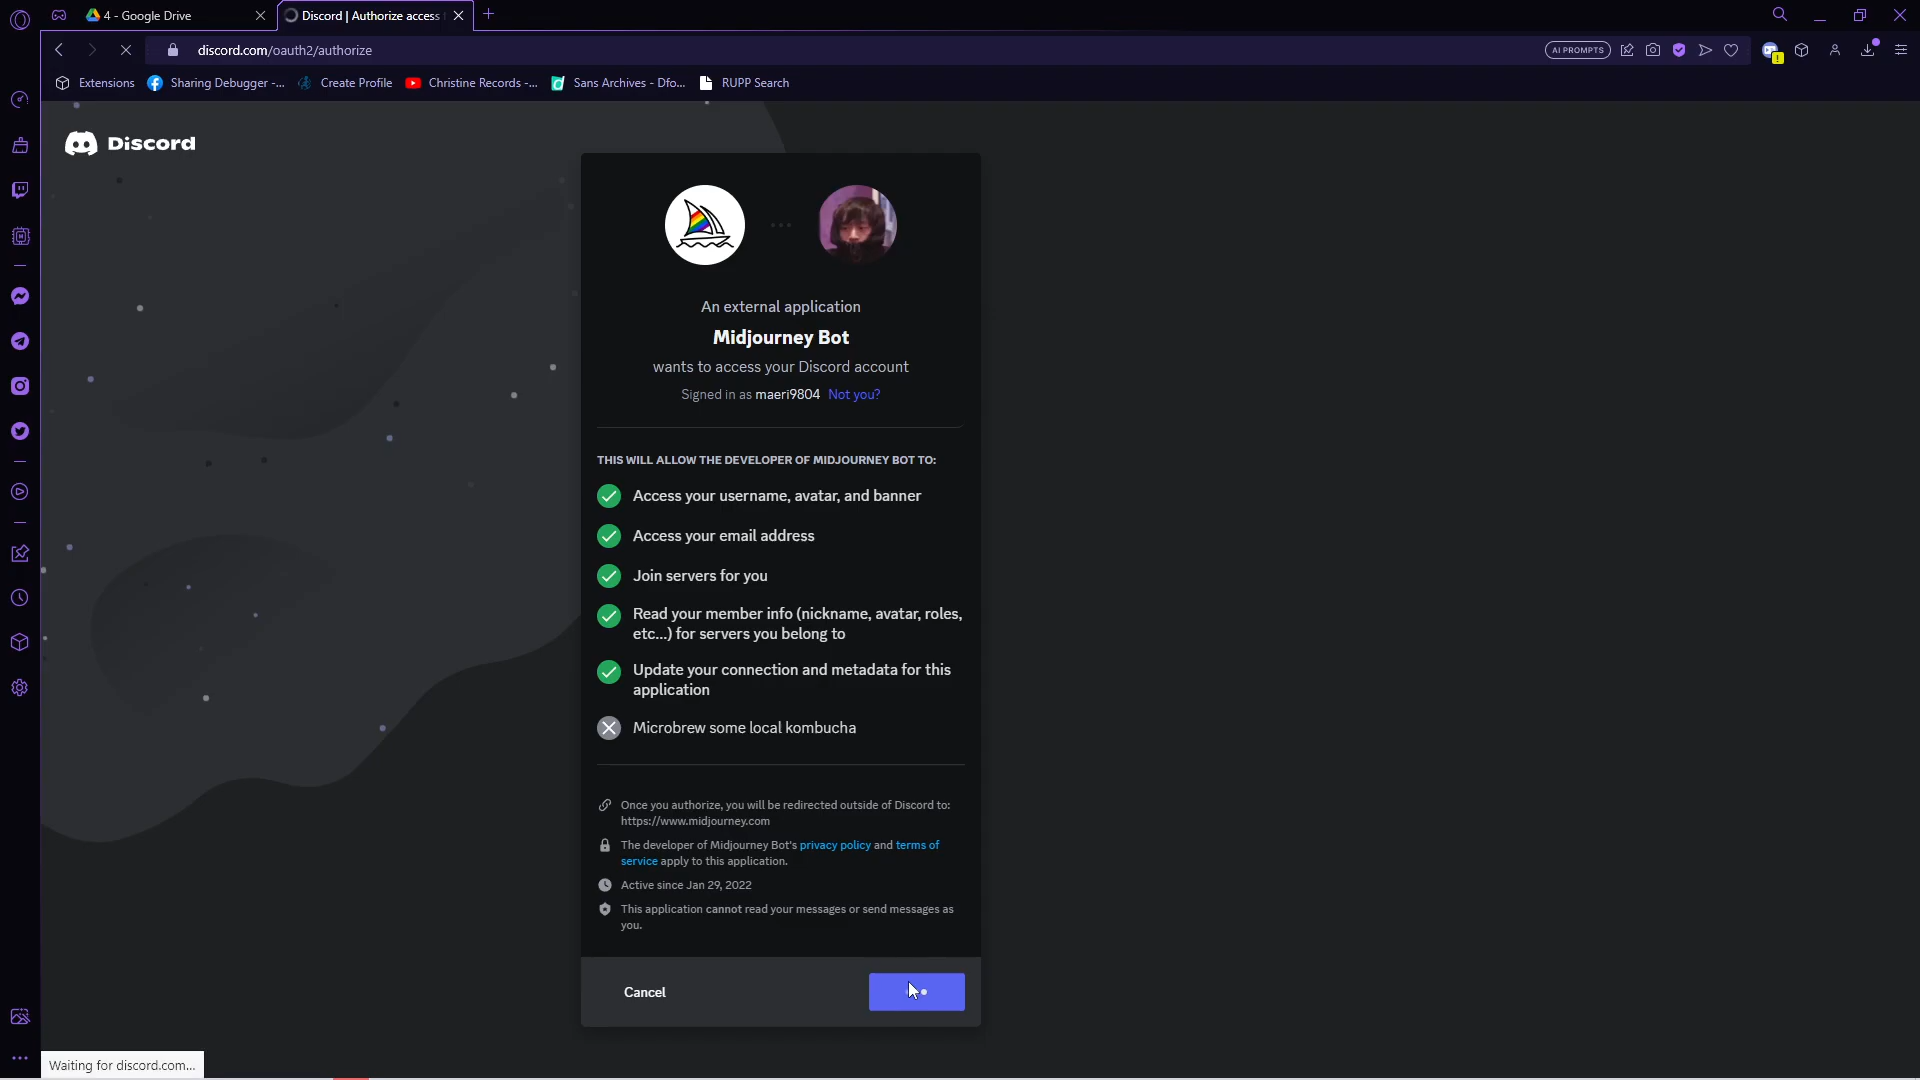 4 - Google Drive
Discord | Authorize access
discord.com/oauth2/authorize
AI PROMPTS
Extensions
Sharing Debugger -...
Create Profile
Christine Records -...
Sans Archives - Dfo...
RUPP Search
Discord
An external application
Midjourney Bot
wants to access your Discord account
Signed in as maeri9804 Not you?
THIS WILL ALLOW THE DEVELOPER OF MIDJOURNEY BOT TO:
Access your username, avatar, and banner
Access your email address
Join servers for you
Read your member info (nickname, avatar, roles,
etc...) for servers you belong to
Update your connection and metadata for this
application
Microbrew some local kombucha
Once you authorize, you will be redirected outside of Discord to:
https://www.midjourney.com
The developer of Midjourney Bot's privacy policy and terms of
service apply to this application.
Active since Jan 29, 2022
This application cannot read your messages or send messages as
you.
Cancel
Waiting for discord.com...